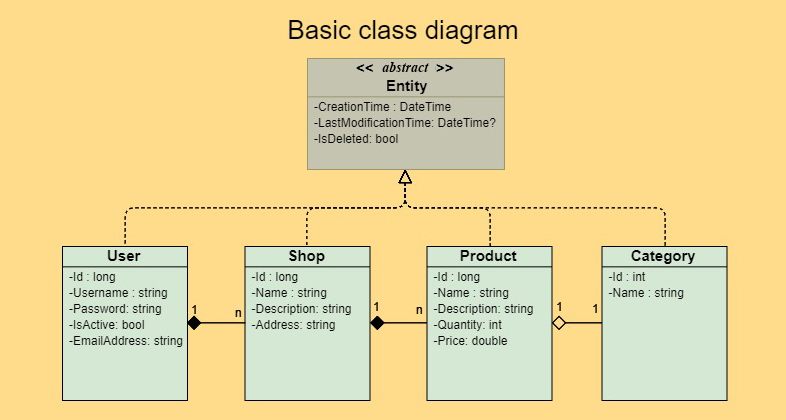 Basic class diagram
<< abstract >>
Entity
-CreationTime : DateTime
-LastModificationTime: DateTime?
-IsDeleted: bool
User
-Id : long
-Username : string
-Password: string
-IsActive: bool
-EmailAddress: string
1
n
Shop
-Id : long
-Name : string
-Description: string
-Address: string
1
n
Product
-Id : long
-Name : string
-Description: string
-Quantity: int
-Price: double
1
1
Category
-Id : int
-Name : string